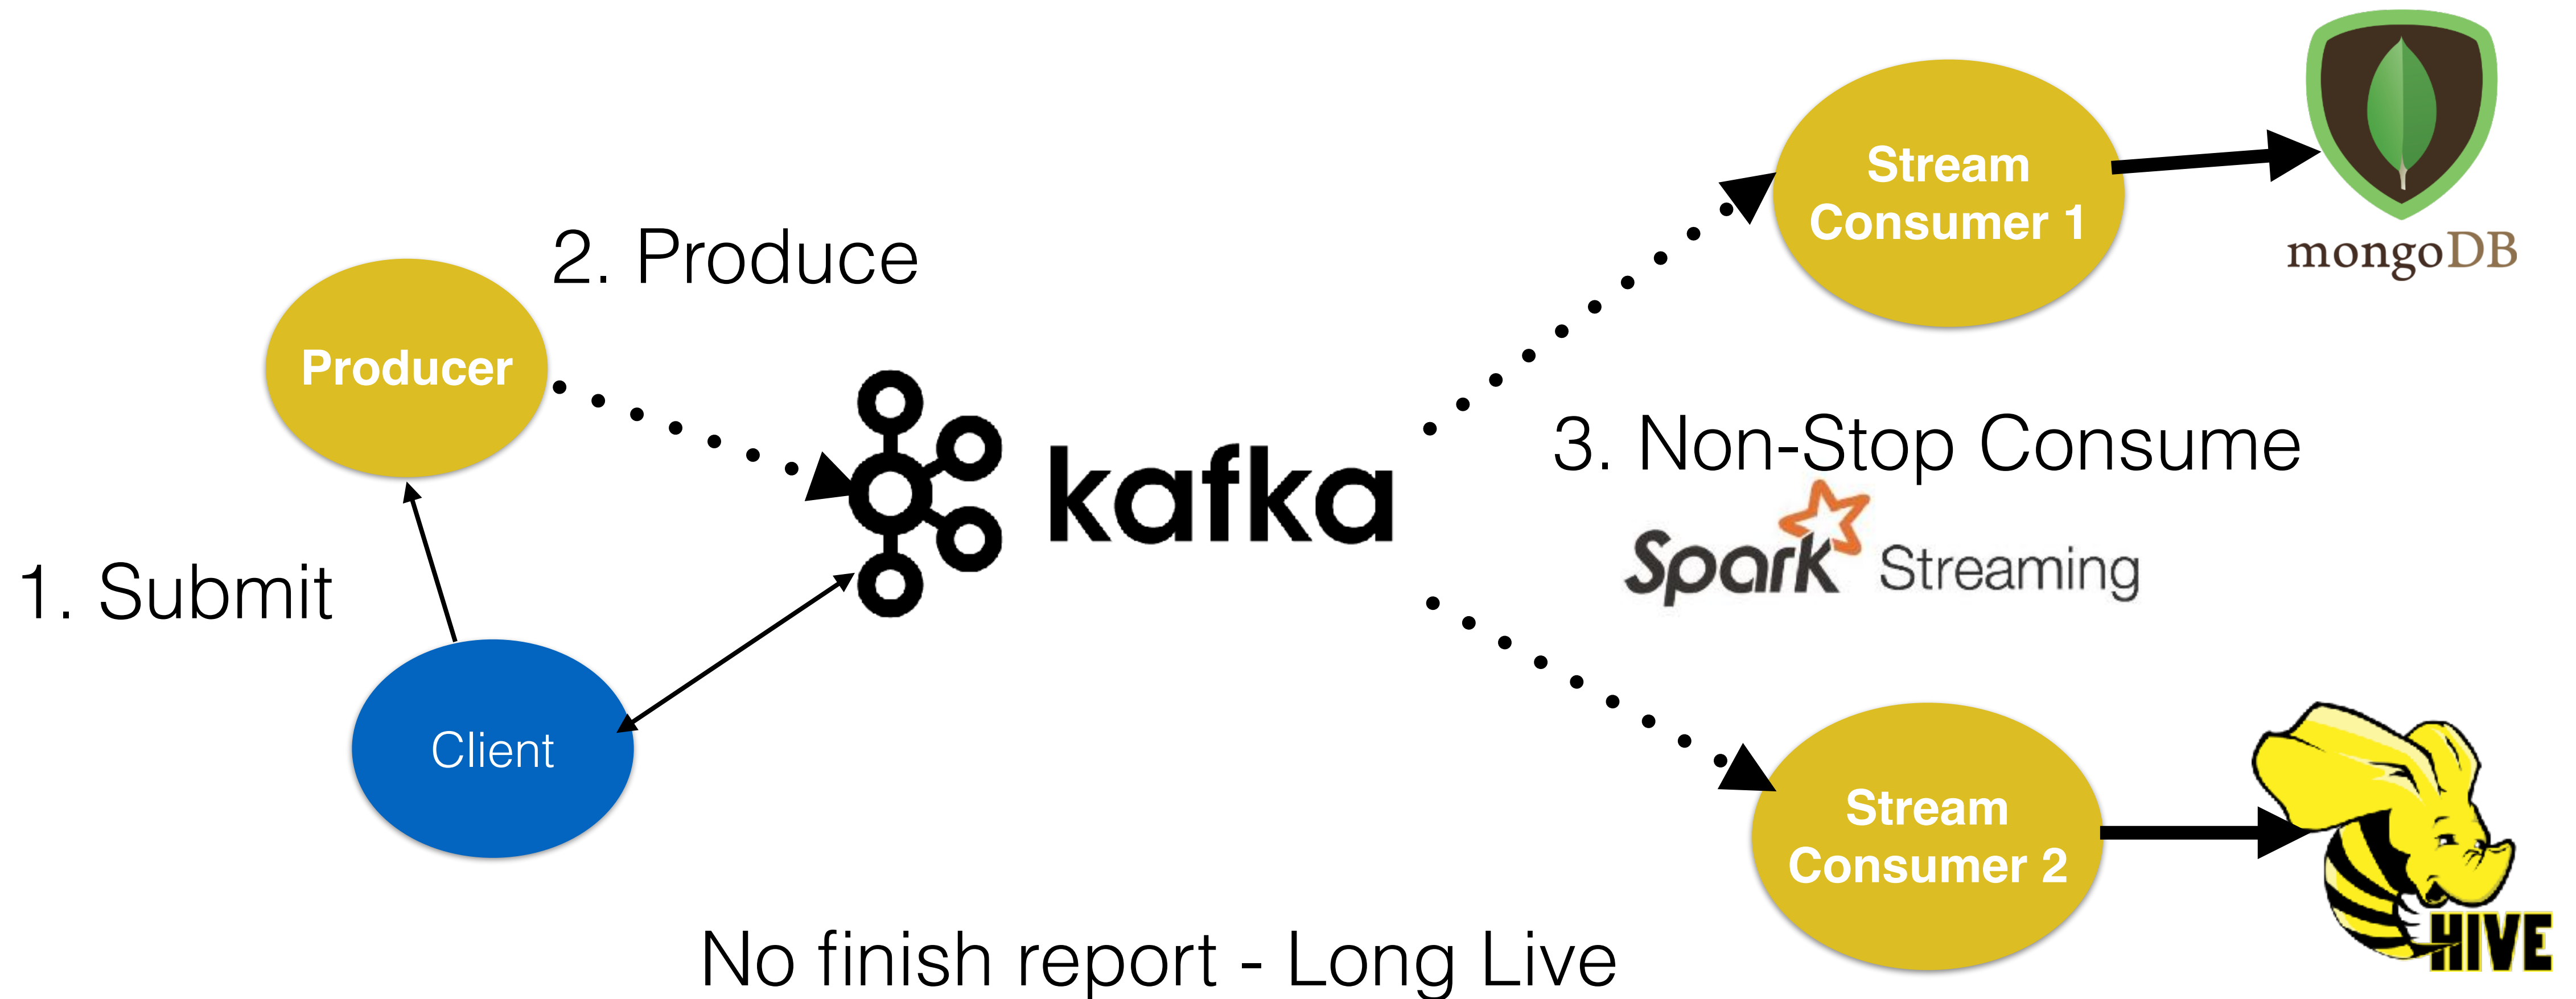 Stream
Consumer 1
mongoDB
2. Produce
Producer
kafka
3. Non-Stop Consume
Spark Streaming
1. Submit
Client
Stream
Consumer 2
HIVE
No finish report - Long Live